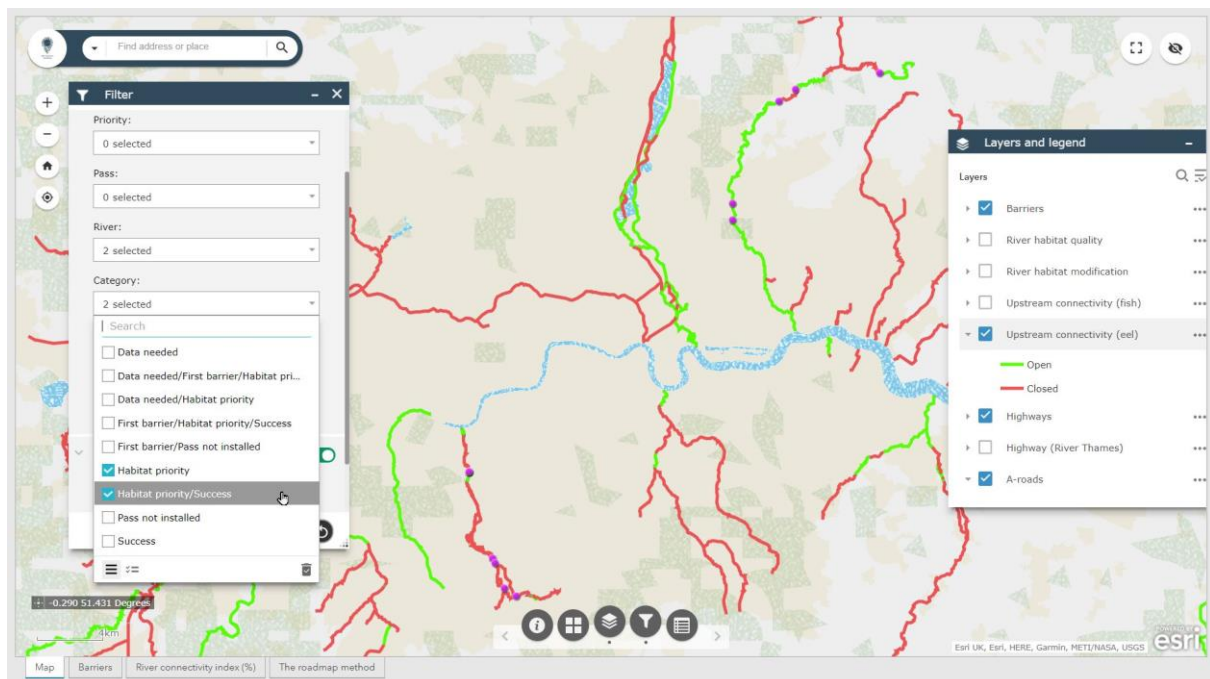 Find address or place
Filter
Priority:
0 selected
Pass:
0 selected
River:
2 selected
Category:
2 selected
Search
Data needed
Data needed/First barrier/Habitat pri...
Data needed/Habitat priority
First barrier/Habitat priority/Success
First barrier/Pass not installed
Habitat priority
Habitat priority/Success
Pass not installed
Success
-0.290 51.431 Degrees
4km
Layers and legend
Layers
Barriers
River habitat quality
River habitat modification
Upstream connectivity (fish)
Upstream connectivity (eel)
Open
Closed
Highways
Highway (River Thames)
A-roads
POWERED BY
esri
Esri UK, Esri, HERE, Garmin, METI/NASA, USGS
Map
Barriers
River connectivity index (%)
The roadmap method